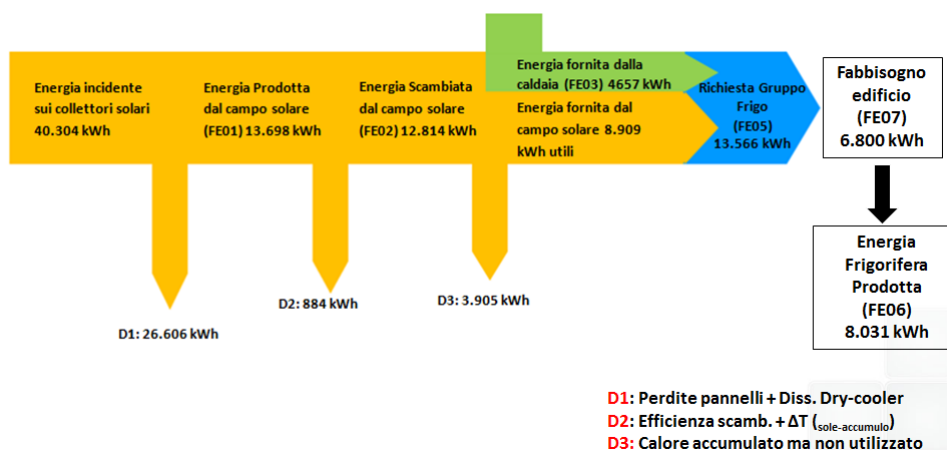 Energia incidente
sui collettori solari
40.304 kWh
Energia Prodotta
dal campo solare
(FE01) 13.698 kWh
Energia Scambiata
dal campo solare
(FE02) 12.814 kWh
Energia fornita dalla
caldaia (FE03) 4657 kWh
Energia fornita dal
campo solare 8.909
kWh utili
Richiesta Gruppo
Frigo
(FE05)
13.566 kWh
Fabbisogno
edificio
(FE07)
6.800 kWh
Energia
Frigorifera
Prodotta
(FE06)
8.031 kWh
D1: 26.606 kWh
D2: 884 kWh
D3: 3.905 kWh
D1: Perdite pannelli + Diss. Dry-cooler
D2: Efficienza scamb. + ΔT (sole-accumulo)
D3: Calore accumulato ma non utilizzato